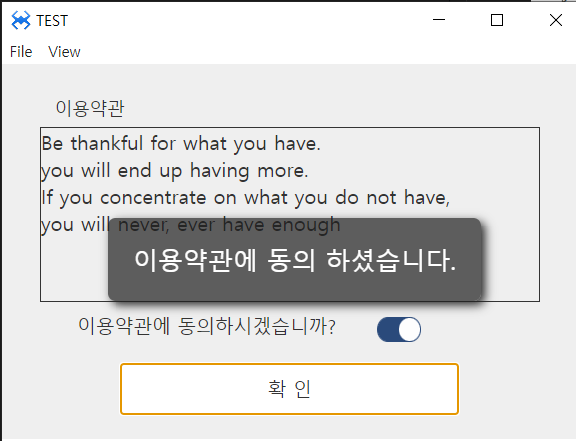 TEST
File View
이용약관
Be thankful for what you have.
you will end up having more.
If you concentrate on what you do not have,
you will never, ever have enough
이용약관에 동의 하셨습니다.
이용약관에 동의하시겠습니까?
확 인